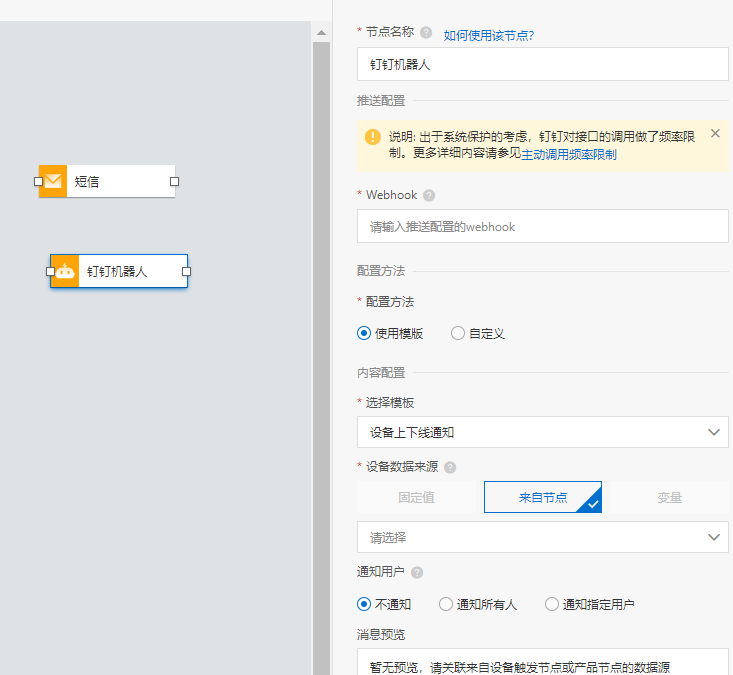 短信
钉钉机器人
* 节点名称 ? 如何使用该节点?
钉钉机器人
推送配置
说明: 出于系统保护的考虑，钉钉对接口的调用做了频率限
制。更多详细内容请参见主动调用频率限制
* Webhook ?
请输入推送配置的webhook
配置方法
* 配置方法
使用模版 自定义
内容配置
* 选择模板
设备上下线通知
* 设备数据来源 ?
固定值 来自节点 变量
请选择
通知用户 ?
不通知 通知所有人 通知指定用户
消息预览
暂无预览，请关联来自设备触发节点或产品节点的数据源